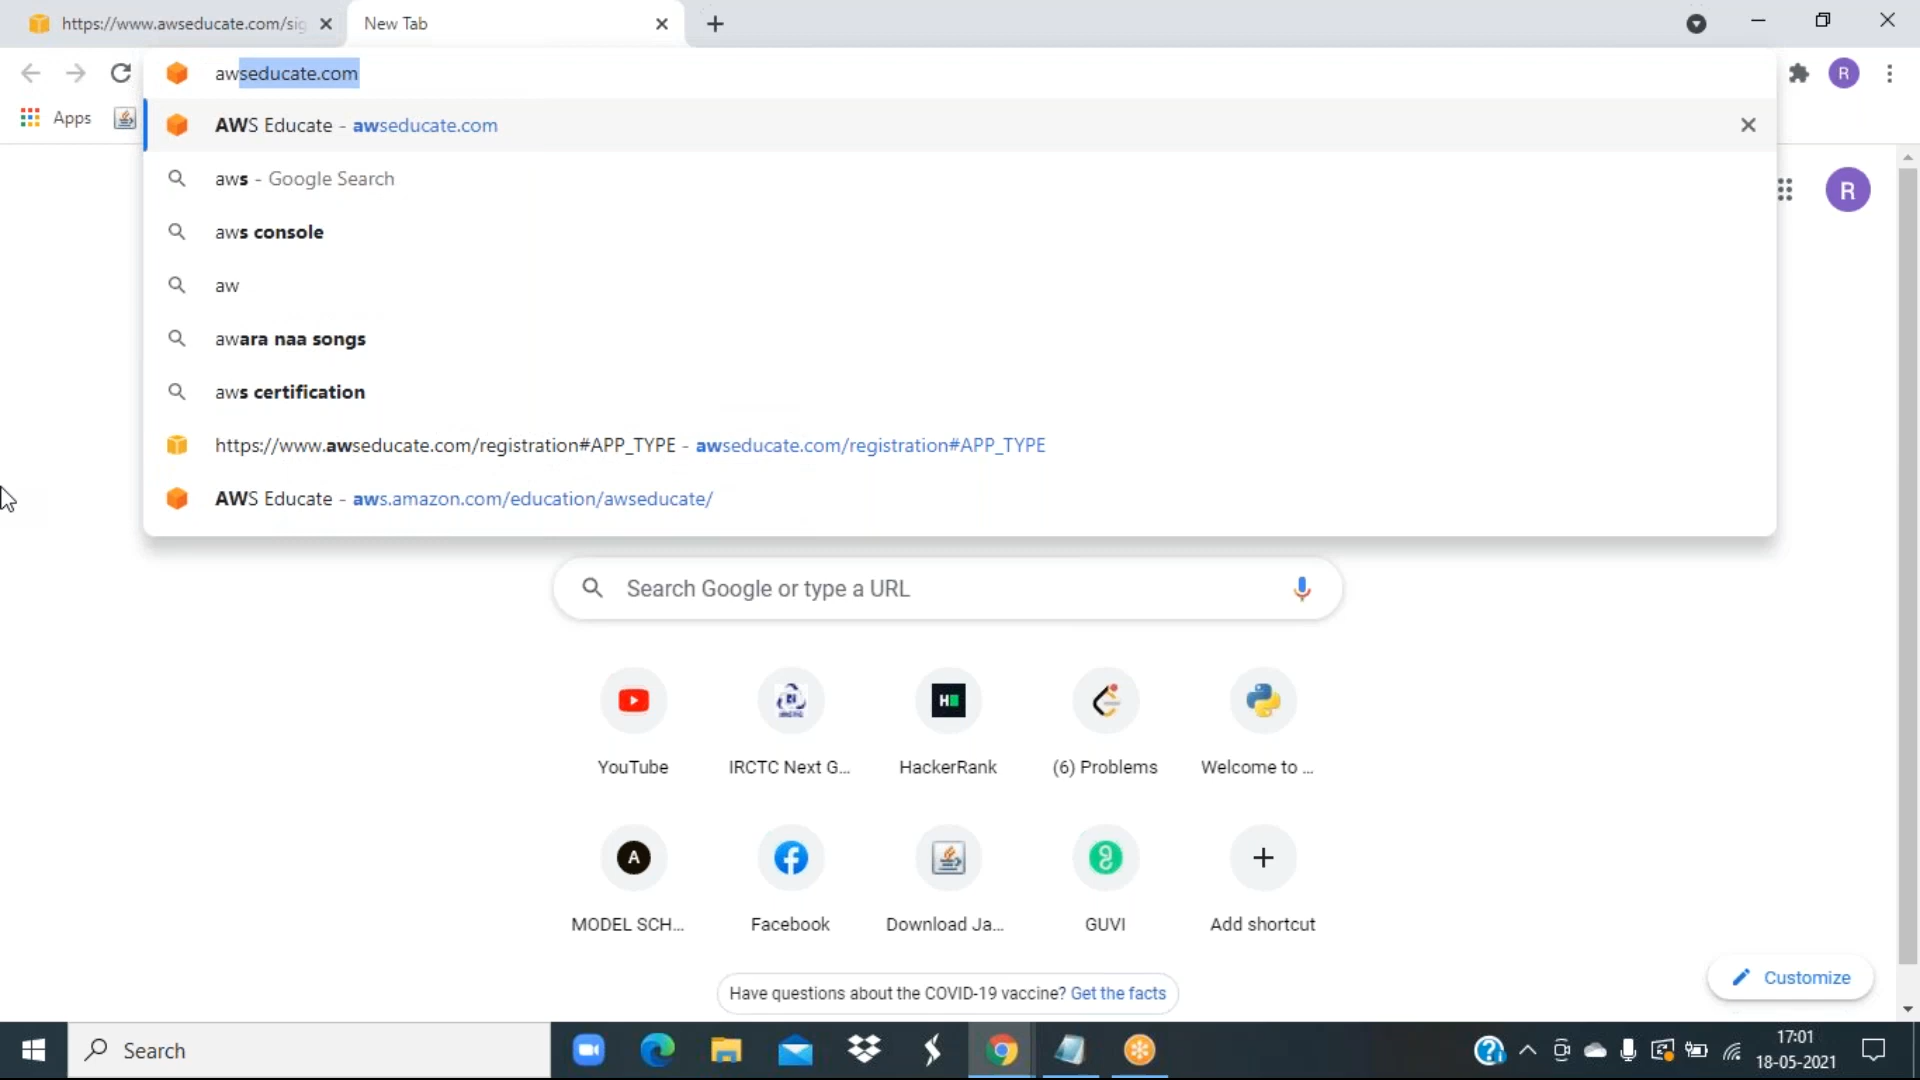 https://www.awseducate.com/sig
New Tab
awseducate.com
R
Apps
AWS Educate - awseducate.com
aws - Google Search
R
aws console
aw
awara naa songs
aws certification
https://www.awseducate.com/registration#APP_TYPE - awseducate.com/registration#APP_TYPE
AWS Educate - aws.amazon.com/education/awseducate/
Search Google or type a URL
H
YouTube
IRCTC Next G...
HackerRank
(6) Problems
Welcome to ...
A
MODEL SCH...
Facebook
Download Ja...
GUVI
Add shortcut
Customize
Have questions about the COVID-19 vaccine? Get the facts
Search
17:01
18-05-2021